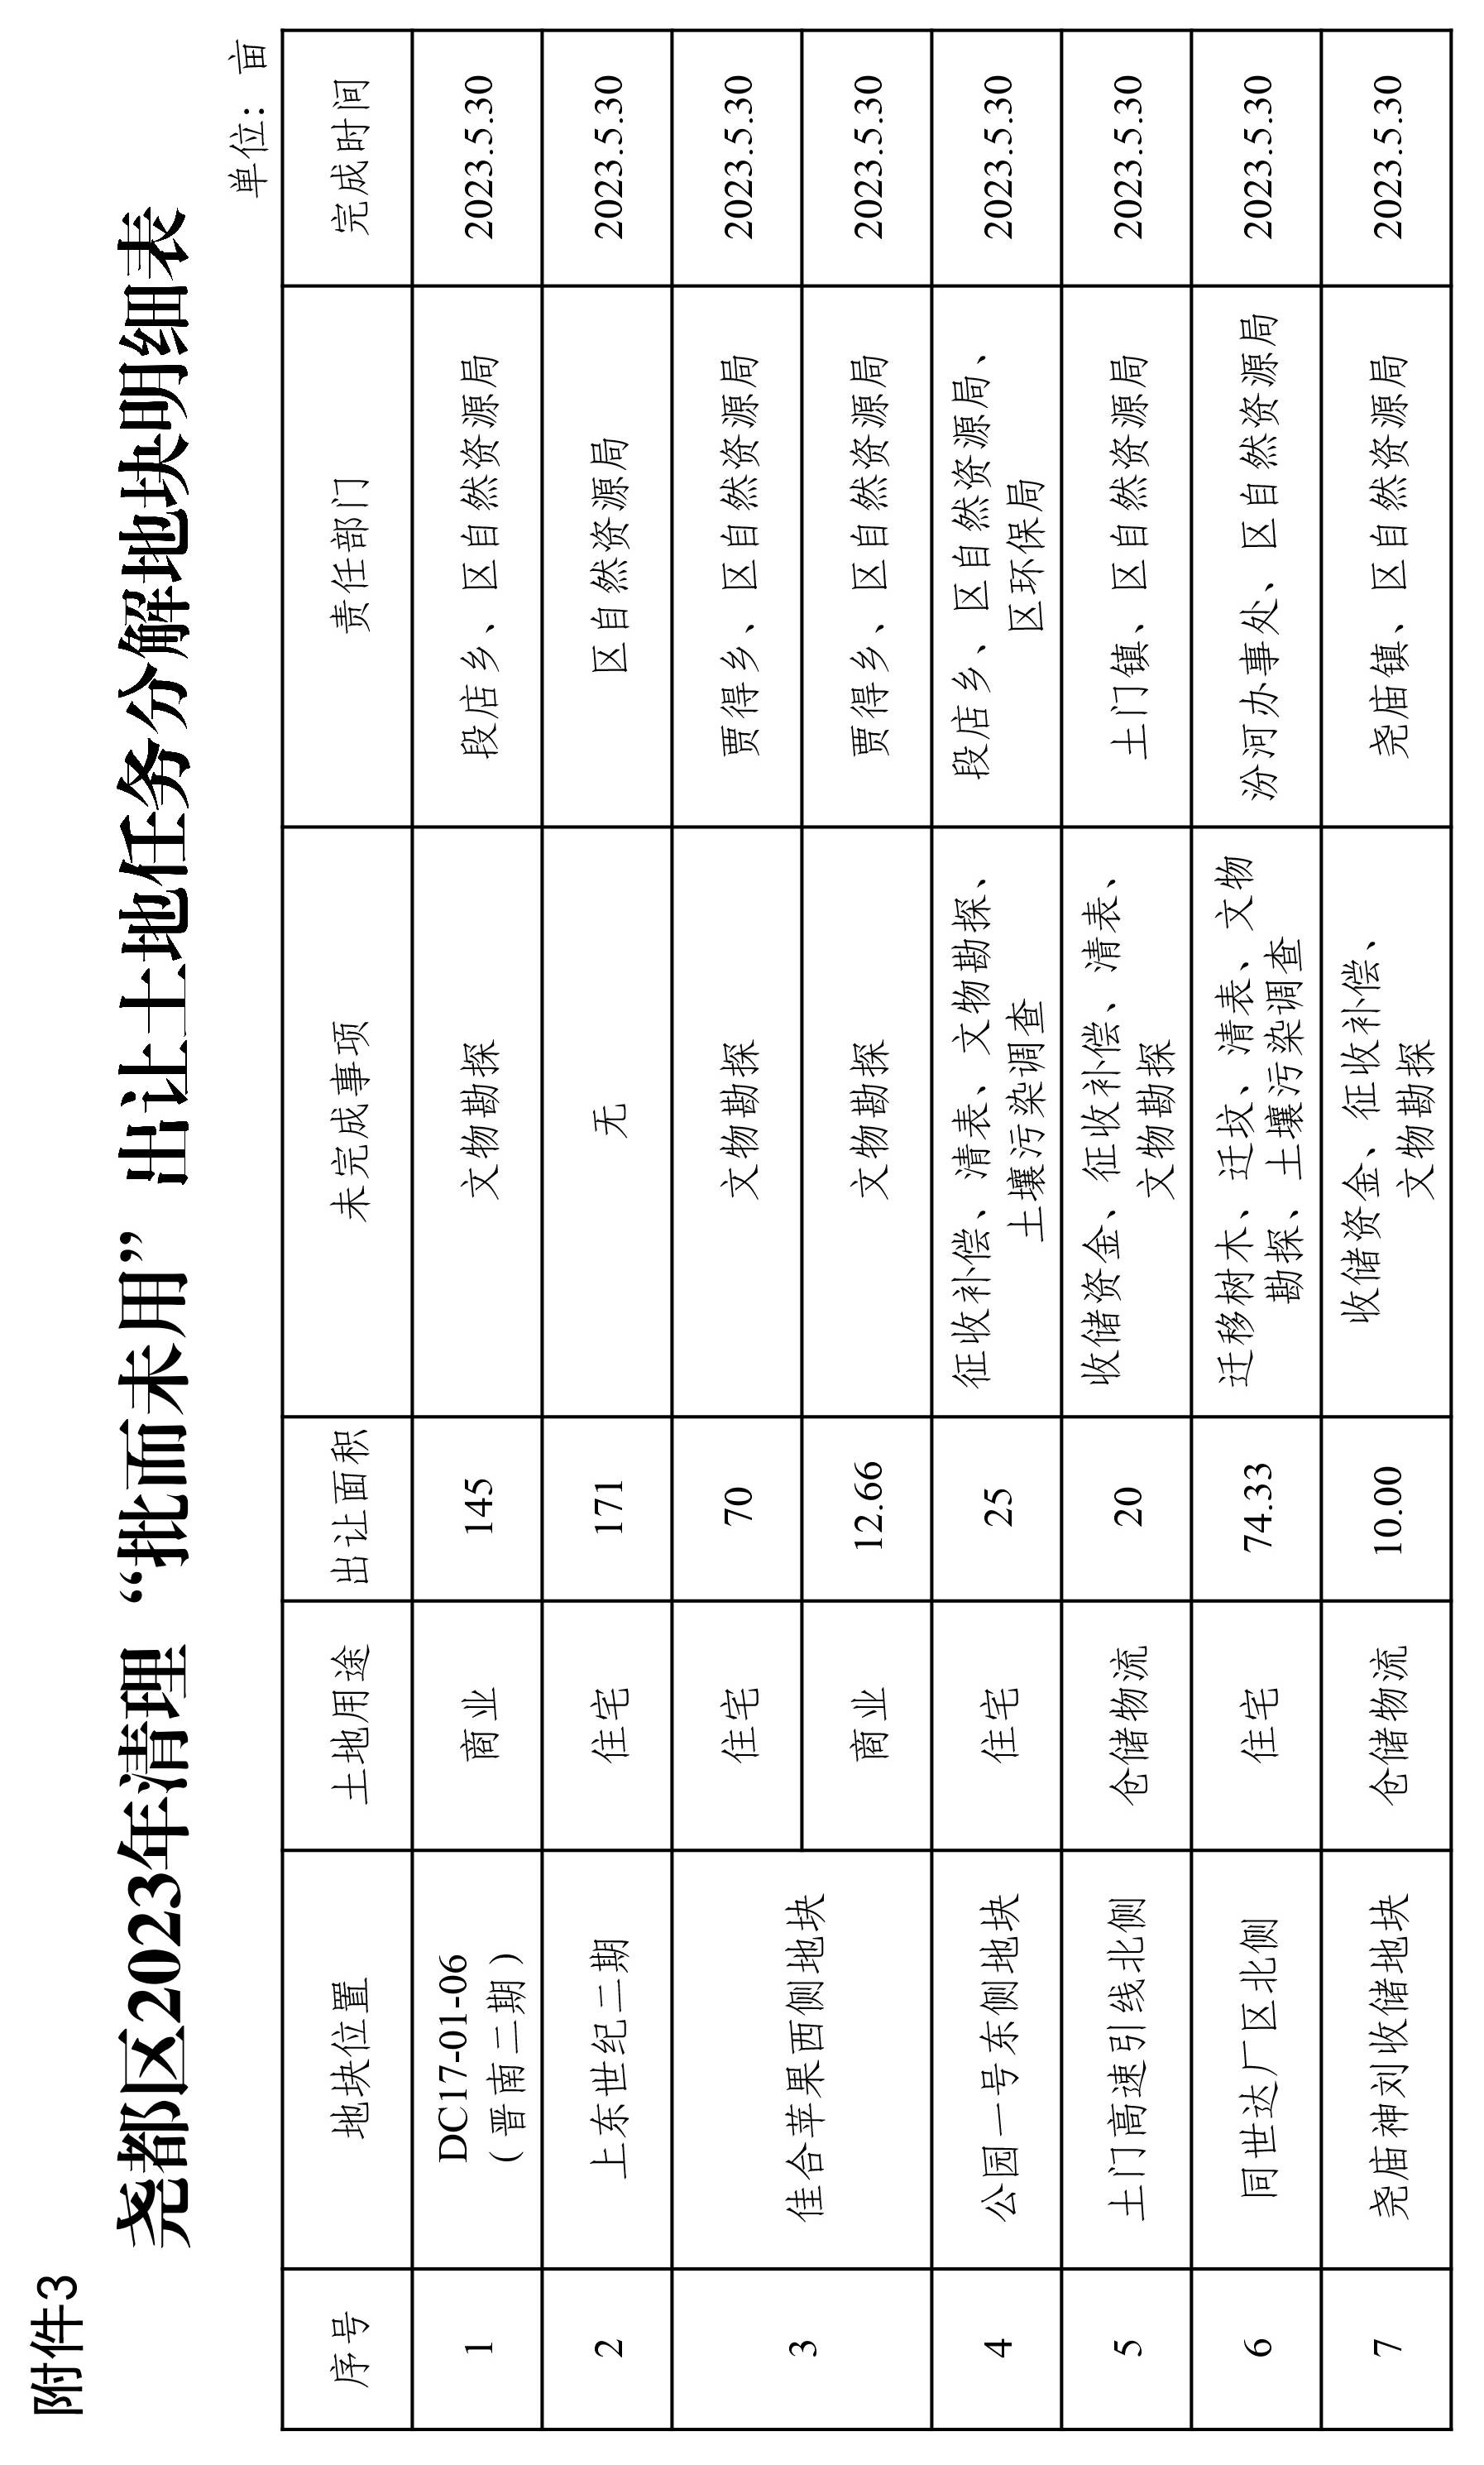 附件3
尧都区2023年清理“批而未用”出让土地任务分解地块明细表
单位：亩
序号 地块位置 土地用途 出让面积 未完成事项 责任部门 完成时间
1 DC17-01-06 商业 145 文物勘探 段店乡、区自然资源局 2023.5.30
（晋南二期）
2 上东世纪二期 住宅 171 无 区自然资源局 2023.5.30
3 佳合苹果西侧地块 住宅 70 文物勘探 贾得乡、区自然资源局 2023.5.30
商业 12.66 文物勘探 贾得乡、区自然资源局 2023.5.30
4 公园一号东侧地块 住宅 25 征收补偿、清表、文物勘探、 段店乡、区自然资源局、 2023.5.30
土壤污染调查 区环保局
5 土门高速引线北侧 仓储物流 20 收储资金、征收补偿、清表、 土门镇、区自然资源局 2023.5.30
文物勘探
6 同世达厂区北侧 住宅 74.33 迁移树木、迁坟、清表、文物 汾河办事处、区自然资源局 2023.5.30
勘探、土壤污染调查
7 尧庙神刘收储地块 仓储物流 10.00 收储资金、征收补偿、 尧庙镇、区自然资源局 2023.5.30
文物勘探